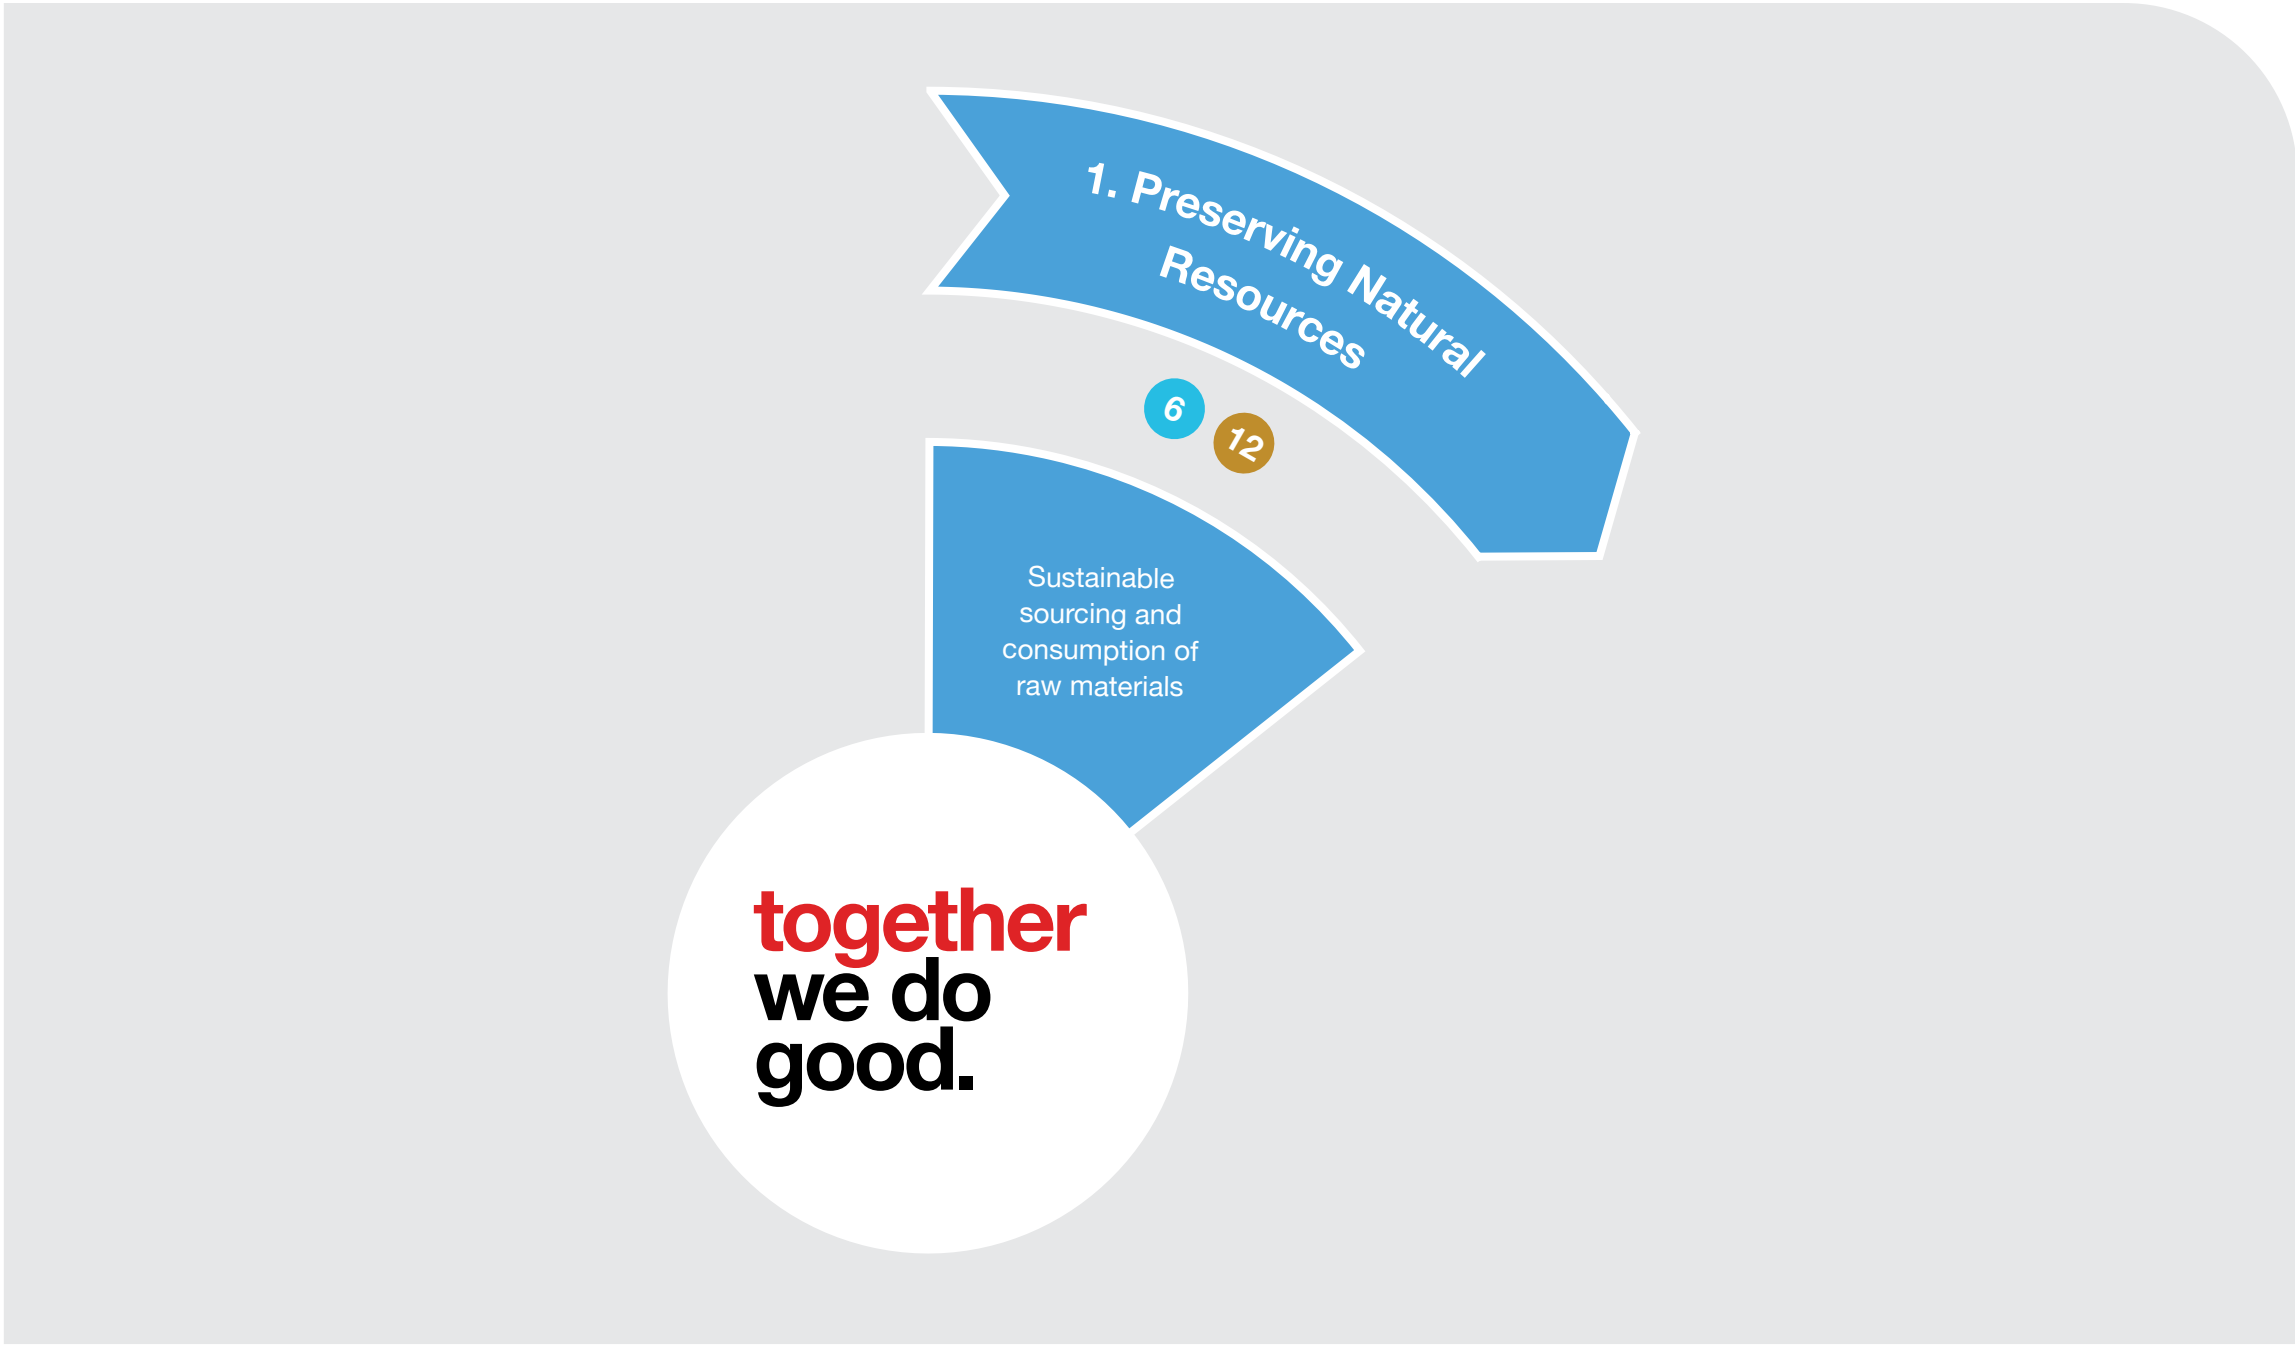 1. Preserving Natural
Resources
6
12
Sustainable
sourcing and
consumption of
raw materials
together
we do
good.